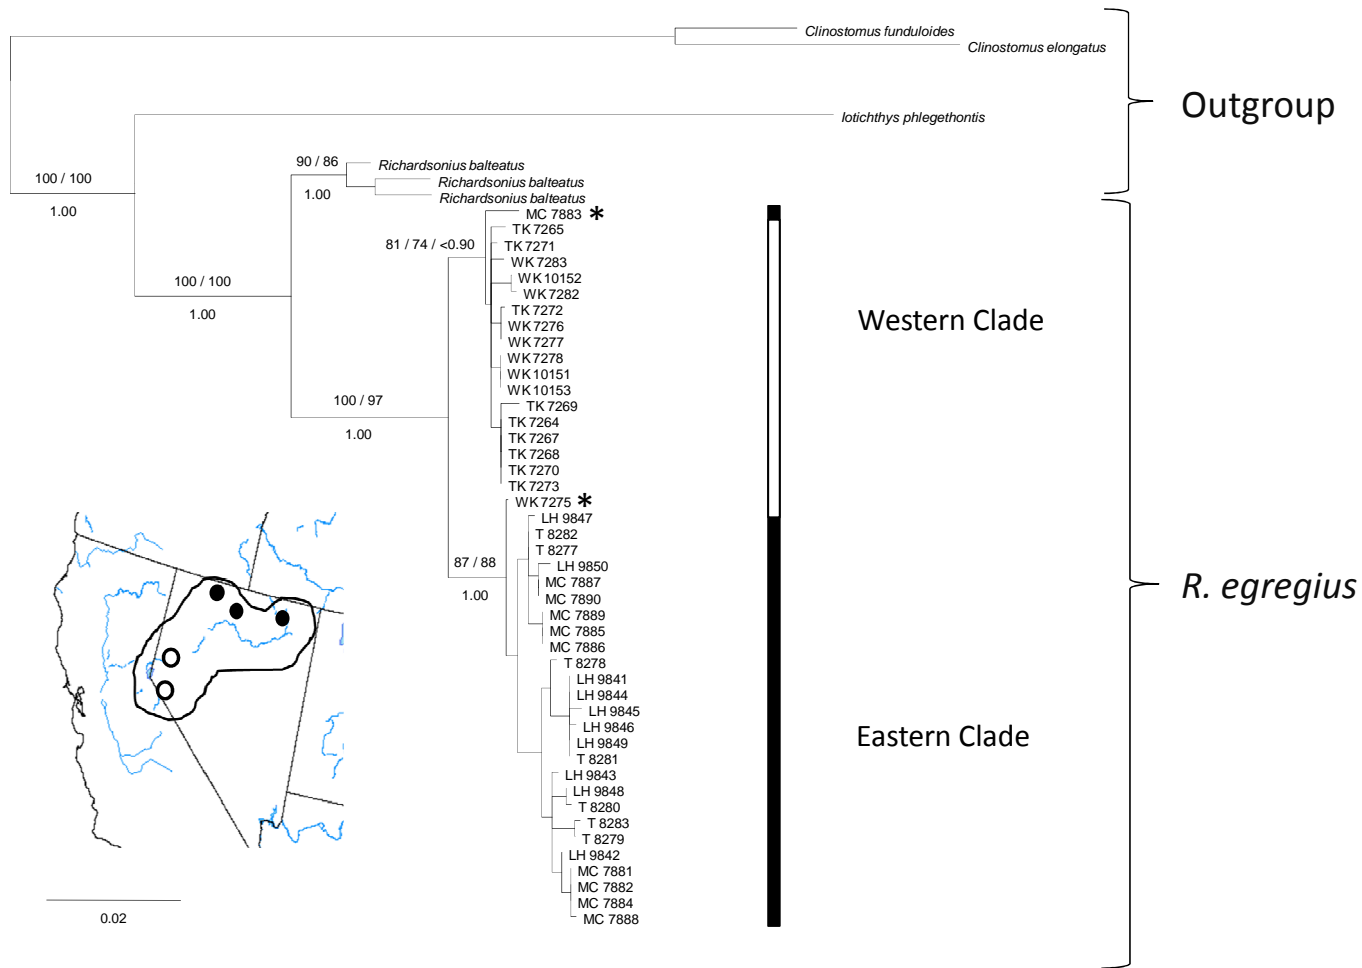 Clinostomus funduloides
Clinostomus elongatus
Outgroup
Iotichthys phlegethontis
90 / 86
Richardsonius balteatus
100 / 100
Richardsonius balteatus
1.00
1.00
Richardsonius balteatus
MC 7883 *
TK 7265
81 / 74 / <0.90
TK 7271
WK 7283
100 / 100
WK 10152
WK 7282
1.00
TK 7272
Western Clade
WK 7276
WK 7277
WK 7278
WK 10151
WK 10153
100 / 97
TK 7269
TK 7264
1.00
TK 7267
TK 7268
TK 7270
TK 7273
WK 7275 *
LH 9847
T 8282
T 8277
87 / 88
LH 9850
MC 7887
R. egregius
1.00
MC 7890
MC 7889
MC 7885
MC 7886
T 8278
LH 9841
LH 9844
LH 9845
LH 9846
Eastern Clade
LH 9849
T 8281
LH 9843
LH 9848
T 8280
T 8283
T 8279
LH 9842
MC 7881
MC 7882
MC 7884
0.02
MC 7888